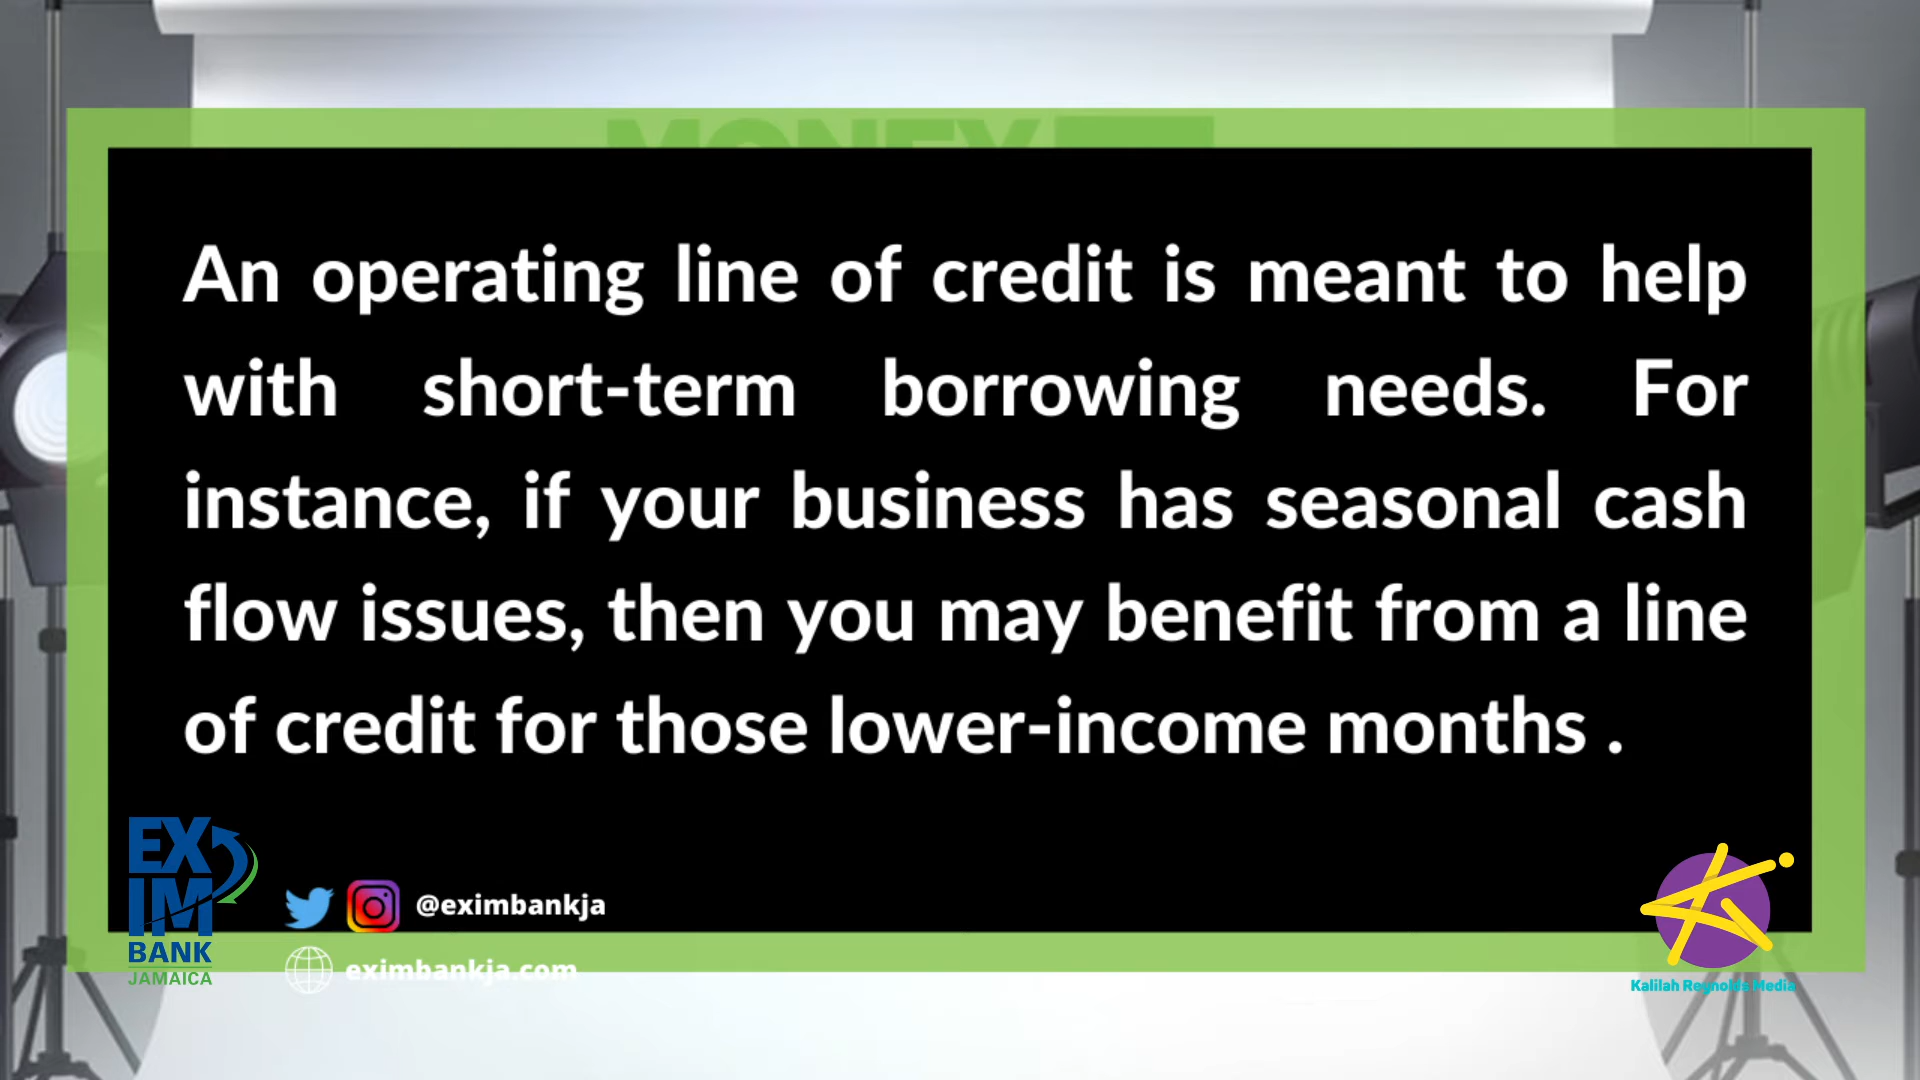 MONEY
An operating line of credit is meant to help
with short-term borrowing needs. For
instance, if your business has seasonal cash
flow issues, then you may benefit from a line
of credit for those lower-income months .
EX
IM
BANK
JAMAICA
@eximbankja
eximbankja.com
Kalilah Reynolds Media